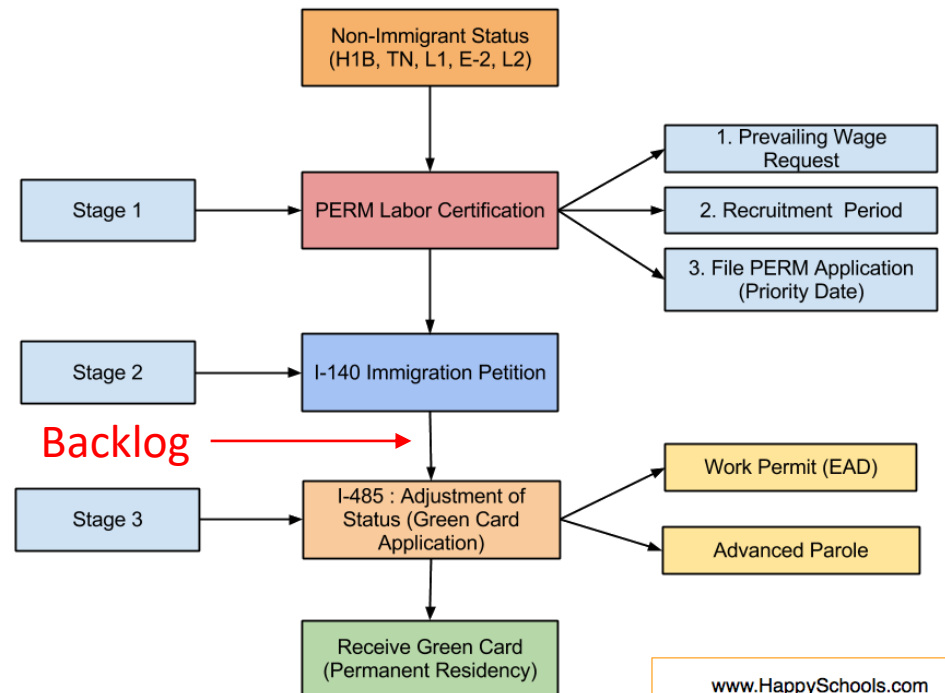 Non-Immigrant Status
(H1B, TN, L1, E-2, L2)
1. Prevailing Wage
Request
Stage 1
PERM Labor Certification
2. Recruitment Period
3. File PERM Application
(Priority Date)
Stage 2
I-140 Immigration Petition
Backlog
Work Permit (EAD)
Stage 3
I-485 : Adjustment of
Status (Green Card
Application)
Advanced Parole
Receive Green Card
(Permanent Residency)
www.HappySchools.com